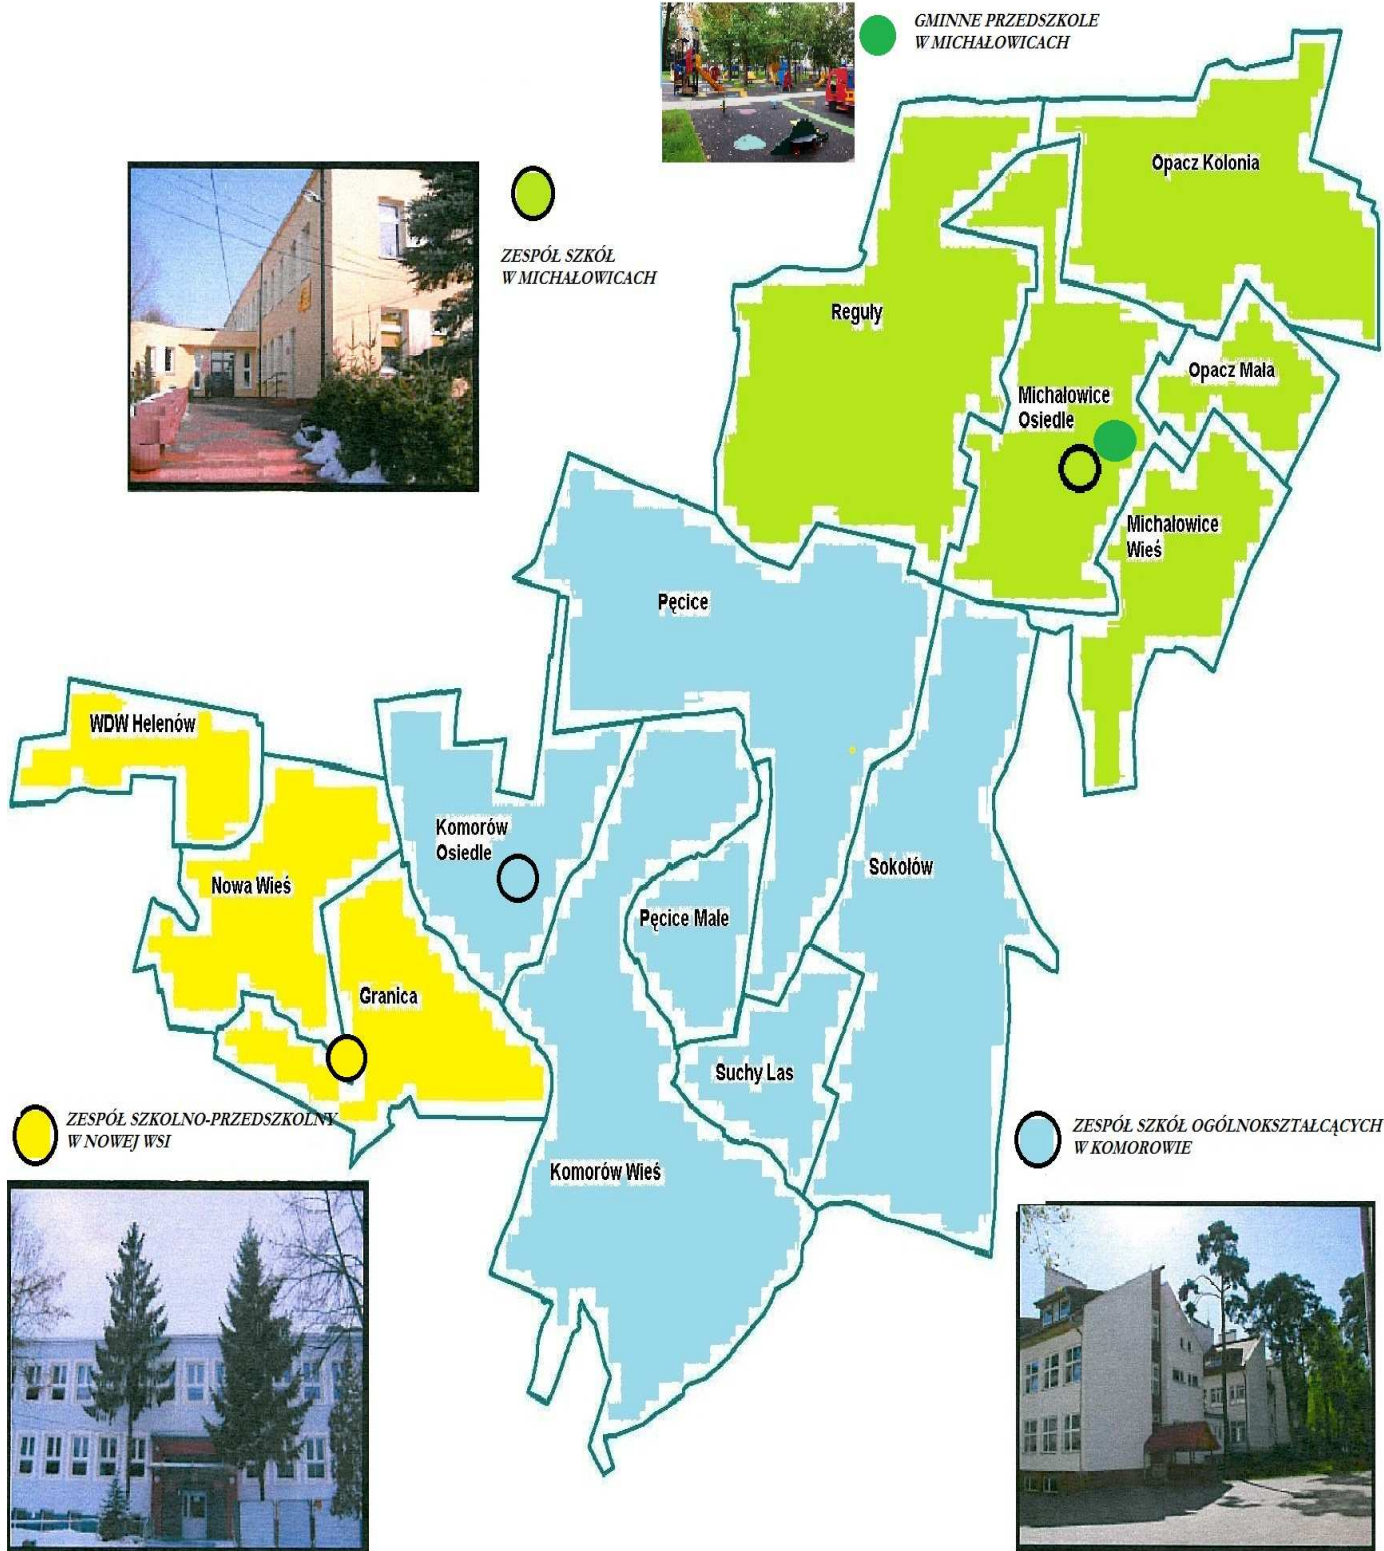 GMINNE PRZEDSZKOLE
W MICHAŁOWICACH
Opacz Kolonia
ZESPÓŁ SZKÓŁ
W MICHAŁOWICACH
Reguły
Opacz Mała
Michałowice
Osiedle
Michałowice
Wieś
Pęcice
WDW Helenów
Komorów
Osiedle
Sokołów
Nowa Wieś
Pęcice Małe
Granica
Suchy Las
ZESPÓŁ SZKOLNO-PRZEDSZKOLNY
W NOWEJ WSI
ZESPÓŁ SZKÓŁ OGÓLNOKSZTAŁCĄCYCH
W KOMOROWIE
Komorów Wieś